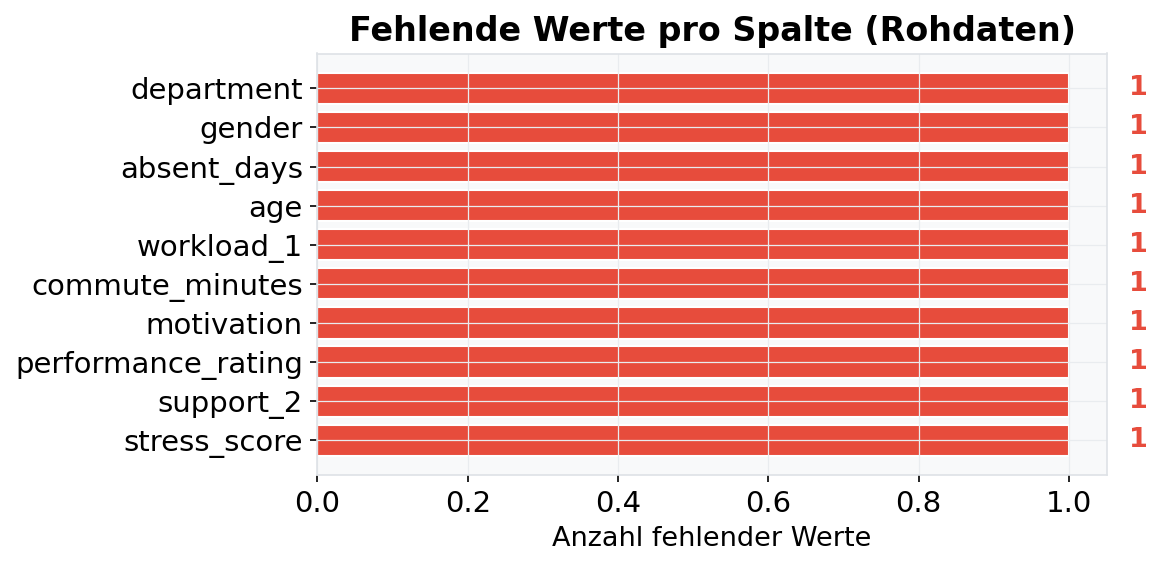 Fehlende Werte pro Spalte (Rohdaten)
department 1
gender 1
absent_days 1
age 1
workload_1 1
commute_minutes 1
motivation 1
performance_rating 1
support_2 1
stress_score 1
0.0 0.2 0.4 0.6 0.8 1.0
Anzahl fehlender Werte